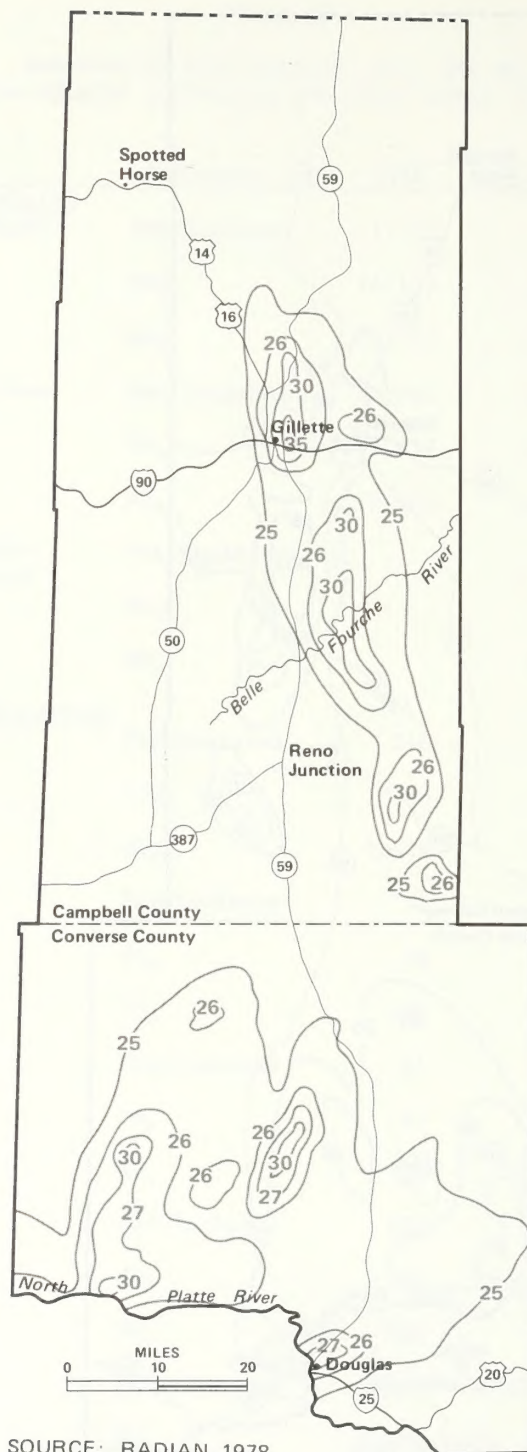 Spotted
Horse
59
14
16
26
30
26
Gillette
35
90
25
30
25
26
30
Belle Fourche River
50
26
Reno
Junction
30
387
59
25
26
Campbell County
Converse County
26
25
26
26
30
30
26
27
27
25
30
North Platte River
26
27
MILES
0 10 20
Douglas
20
25
SOURCE: RADIAN 1978